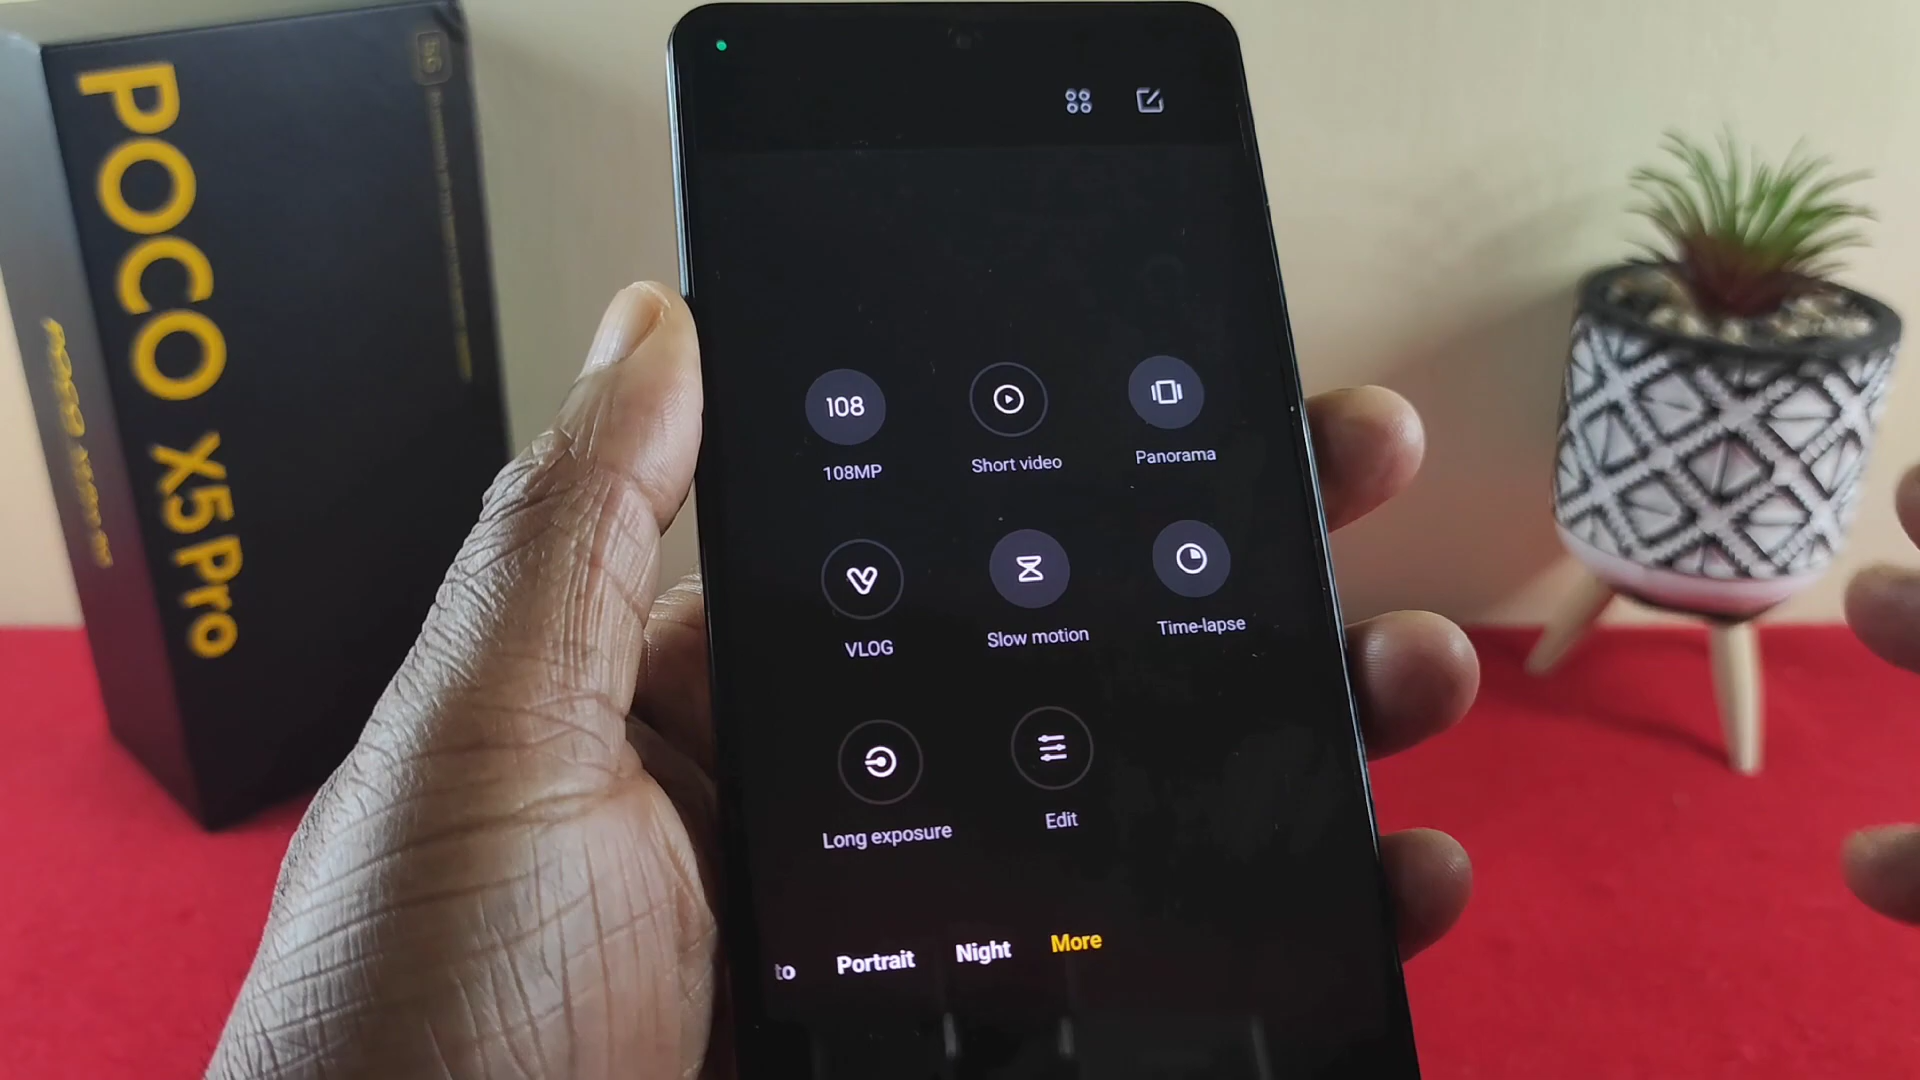 POCO X5 Pro
5G
108
108MP
Short video
Panorama
VLOG
Slow motion
Time-lapse
Long exposure
Edit
to
Portrait
Night
More